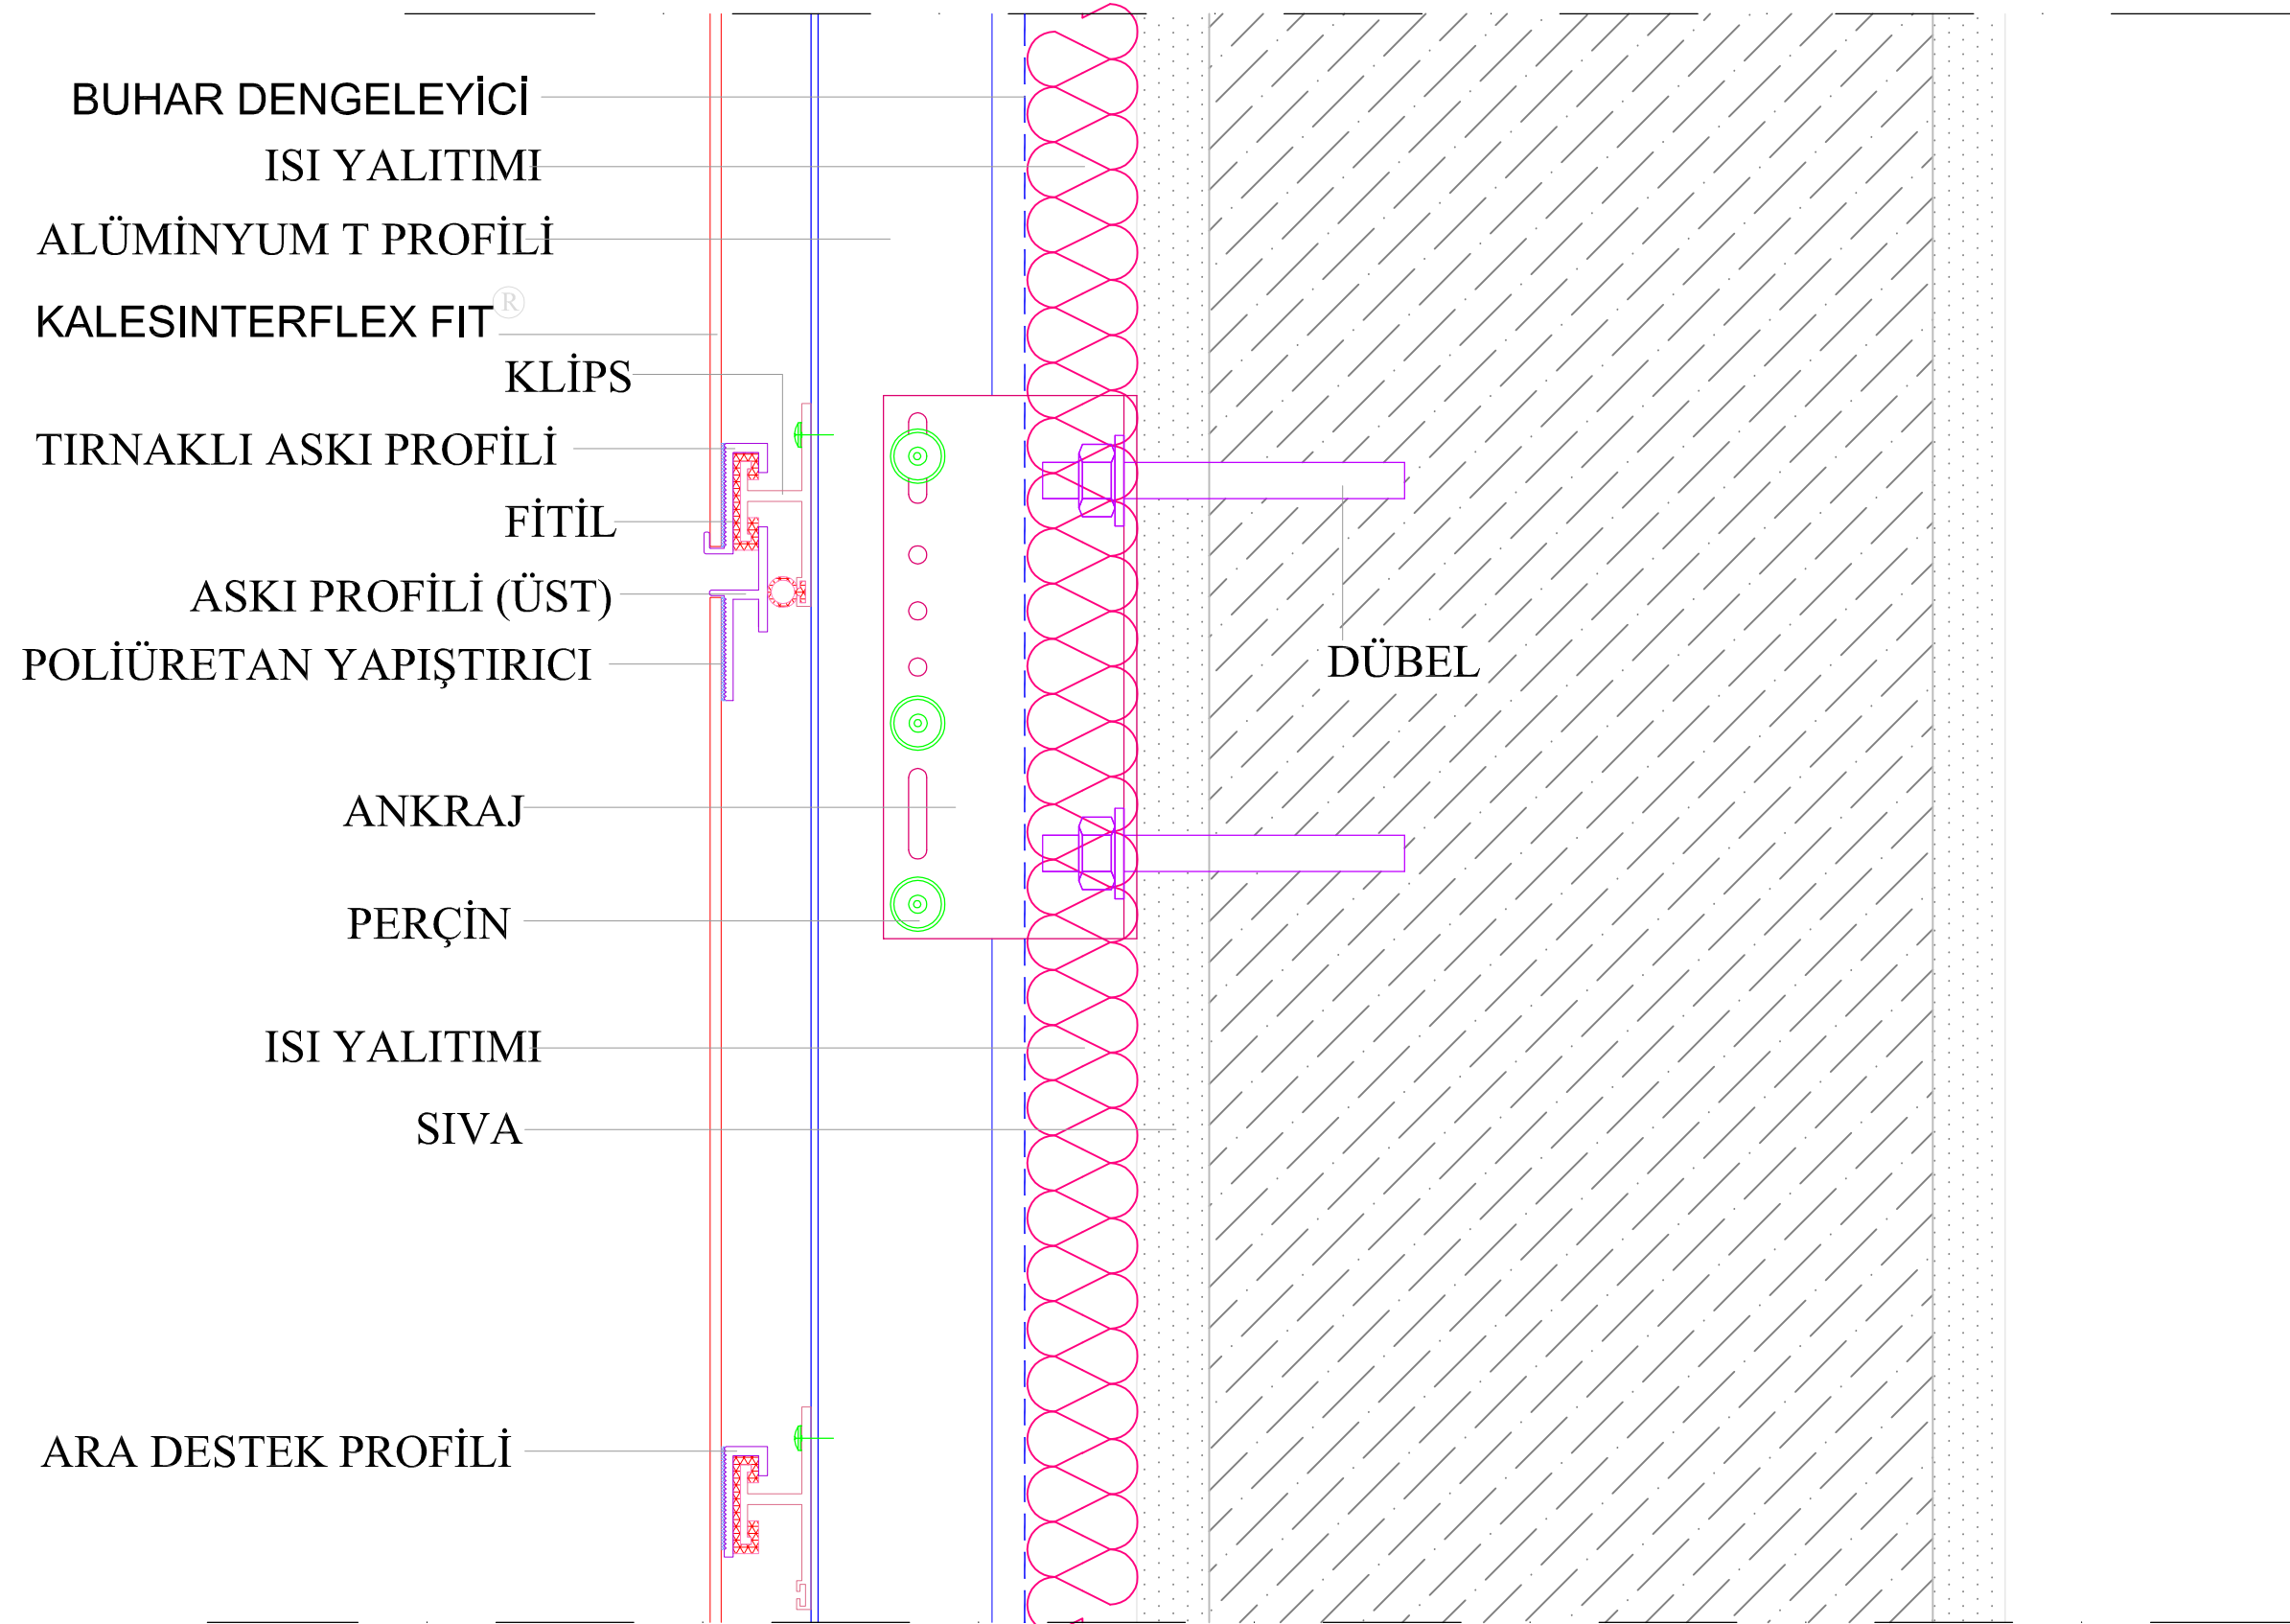 BUHAR DENGELEYİCİ
ISI YALITIMI
ALÜMİNYUM T PROFİLİ
KALESINTERFLEX FIT®
KLİPS
TIRNAKLI ASKI PROFİLİ
FİTİL
ASKI PROFİLİ (ÜST)
POLİÜRETAN YAPIŞTIRICI
DÜBEL
ANKRAJ
PERÇİN
ISI YALITIMI
SIVA
ARA DESTEK PROFİLİ